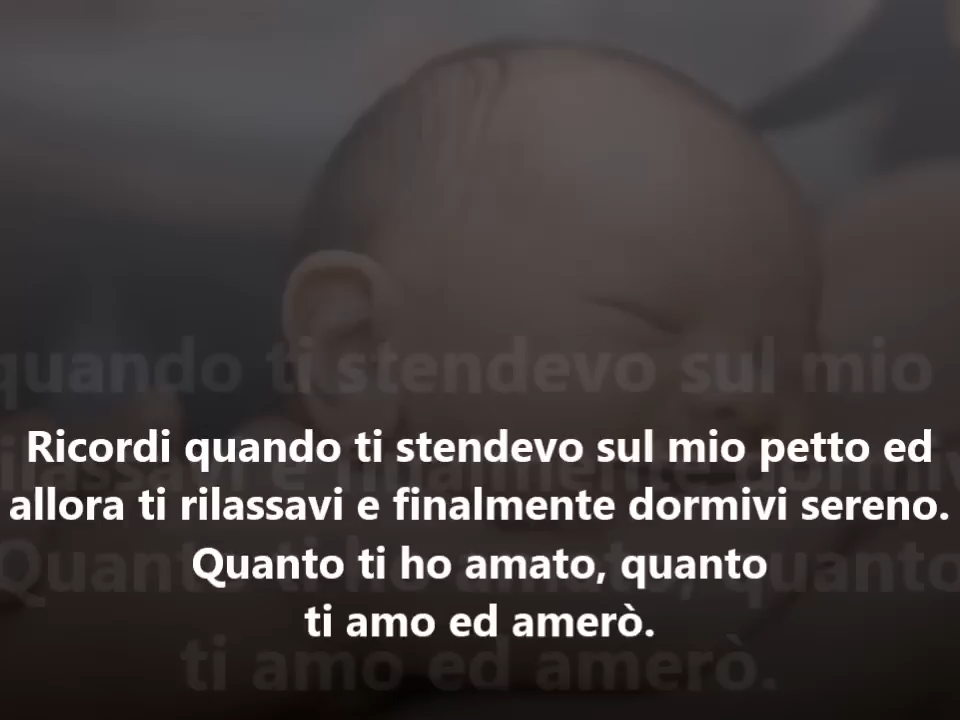 Ricordi quando ti stendevo sul mio petto ed
allora ti rilassavi e finalmente dormivi sereno.
Quanto ti ho amato, quanto
ti amo ed amerò.